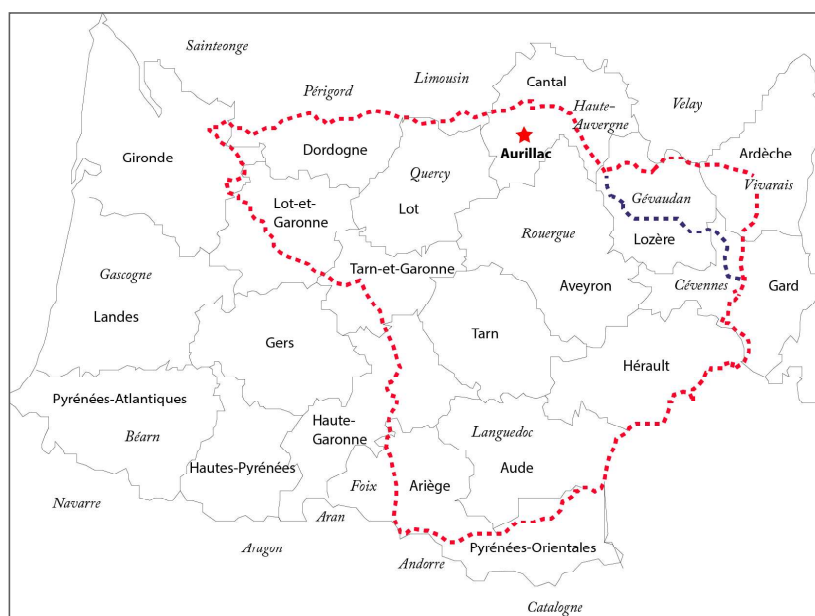 Sainteonge
Périgord
Limousin
Cantal
Haute-
Auvergne
Velay
Gironde
Dordogne
Aurillac
Ardèche
Quercy
Gévaudan
Vivarais
Lot-et-
Garonne
Lot
Rouergue
Lozère
Gascogne
Tarn-et-Garonne
Aveyron
Cévennes
Gard
Landes
Gers
Tarn
Hérault
Pyrénées-Atlantiques
Béarn
Haute-
Garonne
Languedoc
Hautes-Pyrénées
Foix
Ariège
Aude
Navarre
Aran
Aragon
Andorre
Pyrénées-Orientales
Catalogne